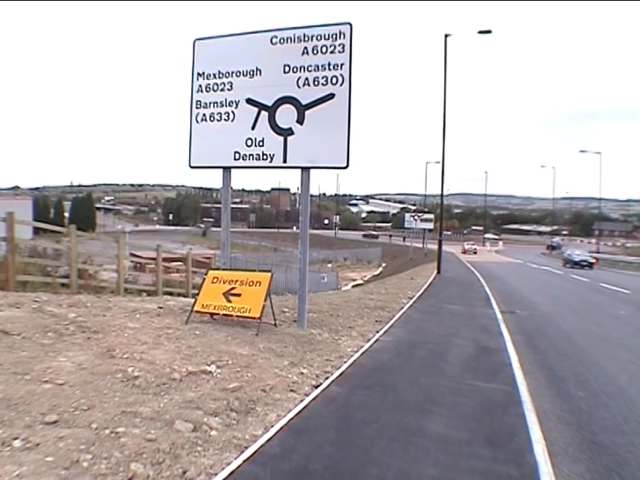 Conisbrough
A6023
Doncaster
(A630)
Mexborough
A6023
Barnsley
(A633)
Old
Denaby
Diversion
MEXBROUGH